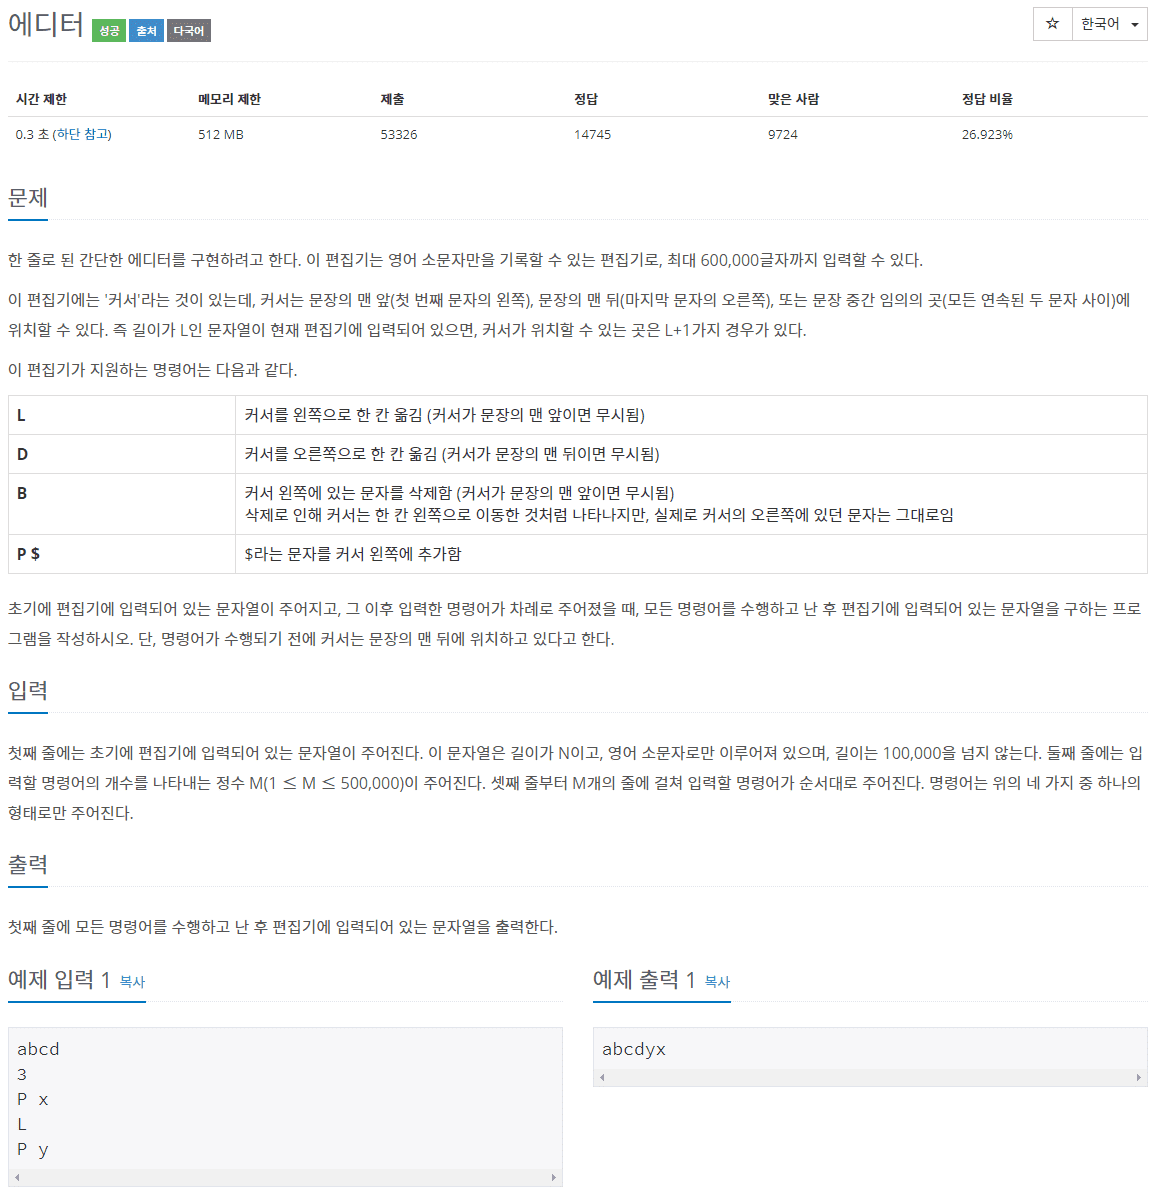 에디터 성공 출처 다국어
☆ 한국어
시간 제한 메모리 제한 제출 정답 맞은 사람 정답 비율
0.3 초 (하단 참고) 512 MB 53326 14745 9724 26.923%
문제
한 줄로 된 간단한 에디터를 구현하려고 한다. 이 편집기는 영어 소문자만을 기록할 수 있는 편집기로, 최대 600,000글자까지 입력할 수 있다.
이 편집기에는 '커서'라는 것이 있는데, 커서는 문장의 맨 앞(첫 번째 문자의 왼쪽), 문장의 맨 뒤(마지막 문자의 오른쪽), 또는 문장 중간 임의의 곳(모든 연속된 두 문자 사이)에
위치할 수 있다. 즉 길이가 L인 문자열이 현재 편집기에 입력되어 있으면, 커서가 위치할 수 있는 곳은 L+1가지 경우가 있다.
이 편집기가 지원하는 명령어는 다음과 같다.
L 커서를 왼쪽으로 한 칸 옮김 (커서가 문장의 맨 앞이면 무시됨)
D 커서를 오른쪽으로 한 칸 옮김 (커서가 문장의 맨 뒤이면 무시됨)
B 커서 왼쪽에 있는 문자를 삭제함 (커서가 문장의 맨 앞이면 무시됨)
삭제로 인해 커서는 한 칸 왼쪽으로 이동한 것처럼 나타나지만, 실제로 커서의 오른쪽에 있던 문자는 그대로임
P $ $라는 문자를 커서 왼쪽에 추가함
초기에 편집기에 입력되어 있는 문자열이 주어지고, 그 이후 입력한 명령어가 차례로 주어졌을 때, 모든 명령어를 수행하고 난 후 편집기에 입력되어 있는 문자열을 구하는 프로
그램을 작성하시오. 단, 명령어가 수행되기 전에 커서는 문장의 맨 뒤에 위치하고 있다고 한다.
입력
첫째 줄에는 초기에 편집기에 입력되어 있는 문자열이 주어진다. 이 문자열은 길이가 N이고, 영어 소문자로만 이루어져 있으며, 길이는 100,000을 넘지 않는다. 둘째 줄에는 입
력할 명령어의 개수를 나타내는 정수 M(1 ≤ M ≤ 500,000)이 주어진다. 셋째 줄부터 M개의 줄에 걸쳐 입력할 명령어가 순서대로 주어진다. 명령어는 위의 네 가지 중 하나의
형태로만 주어진다.
출력
첫째 줄에 모든 명령어를 수행하고 난 후 편집기에 입력되어 있는 문자열을 출력한다.
예제 입력 1 복사
abcd
3
P x
L
P y
예제 출력 1 복사
abcdyx